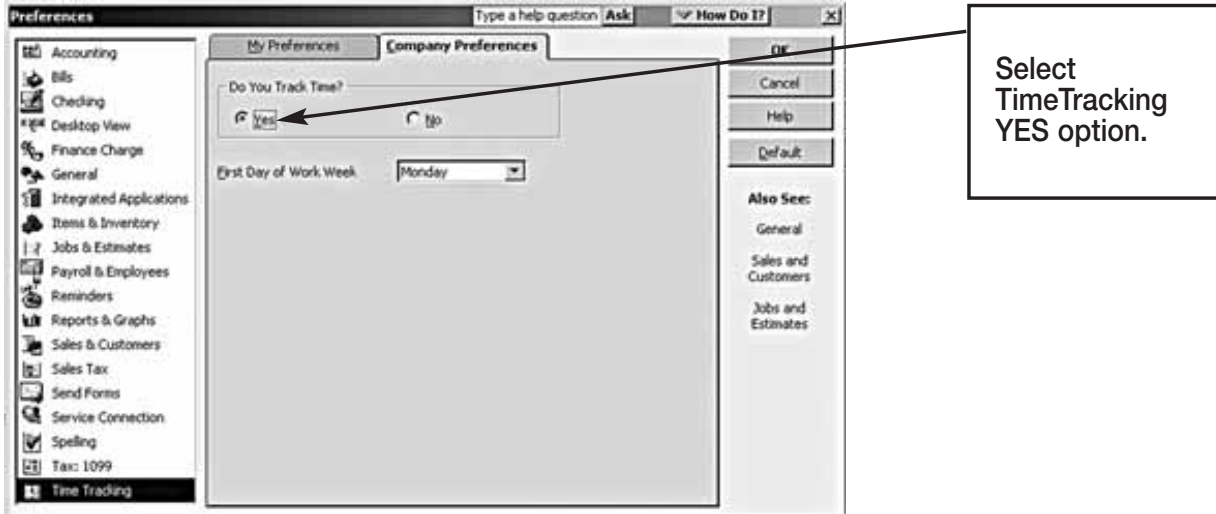 Preferences
Type a help question Ask
How Do I?
My Preferences
Company Preferences
Accounting
Bills
Checking
Desktop View
Finance Charge
General
Integrated Applications
Items & Inventory
Jobs & Estimates
Payroll & Employees
Reminders
Reports & Graphs
Sales & Customers
Sales Tax
Send Forms
Service Connection
Spelling
Tax: 1099
Time Tracking
Do You Track Time?
Yes
No
First Day of Work Week
Monday
OK
Cancel
Help
Default
Also See:
General
Sales and
Customers
Jobs and
Estimates
Select
TimeTracking
YES option.